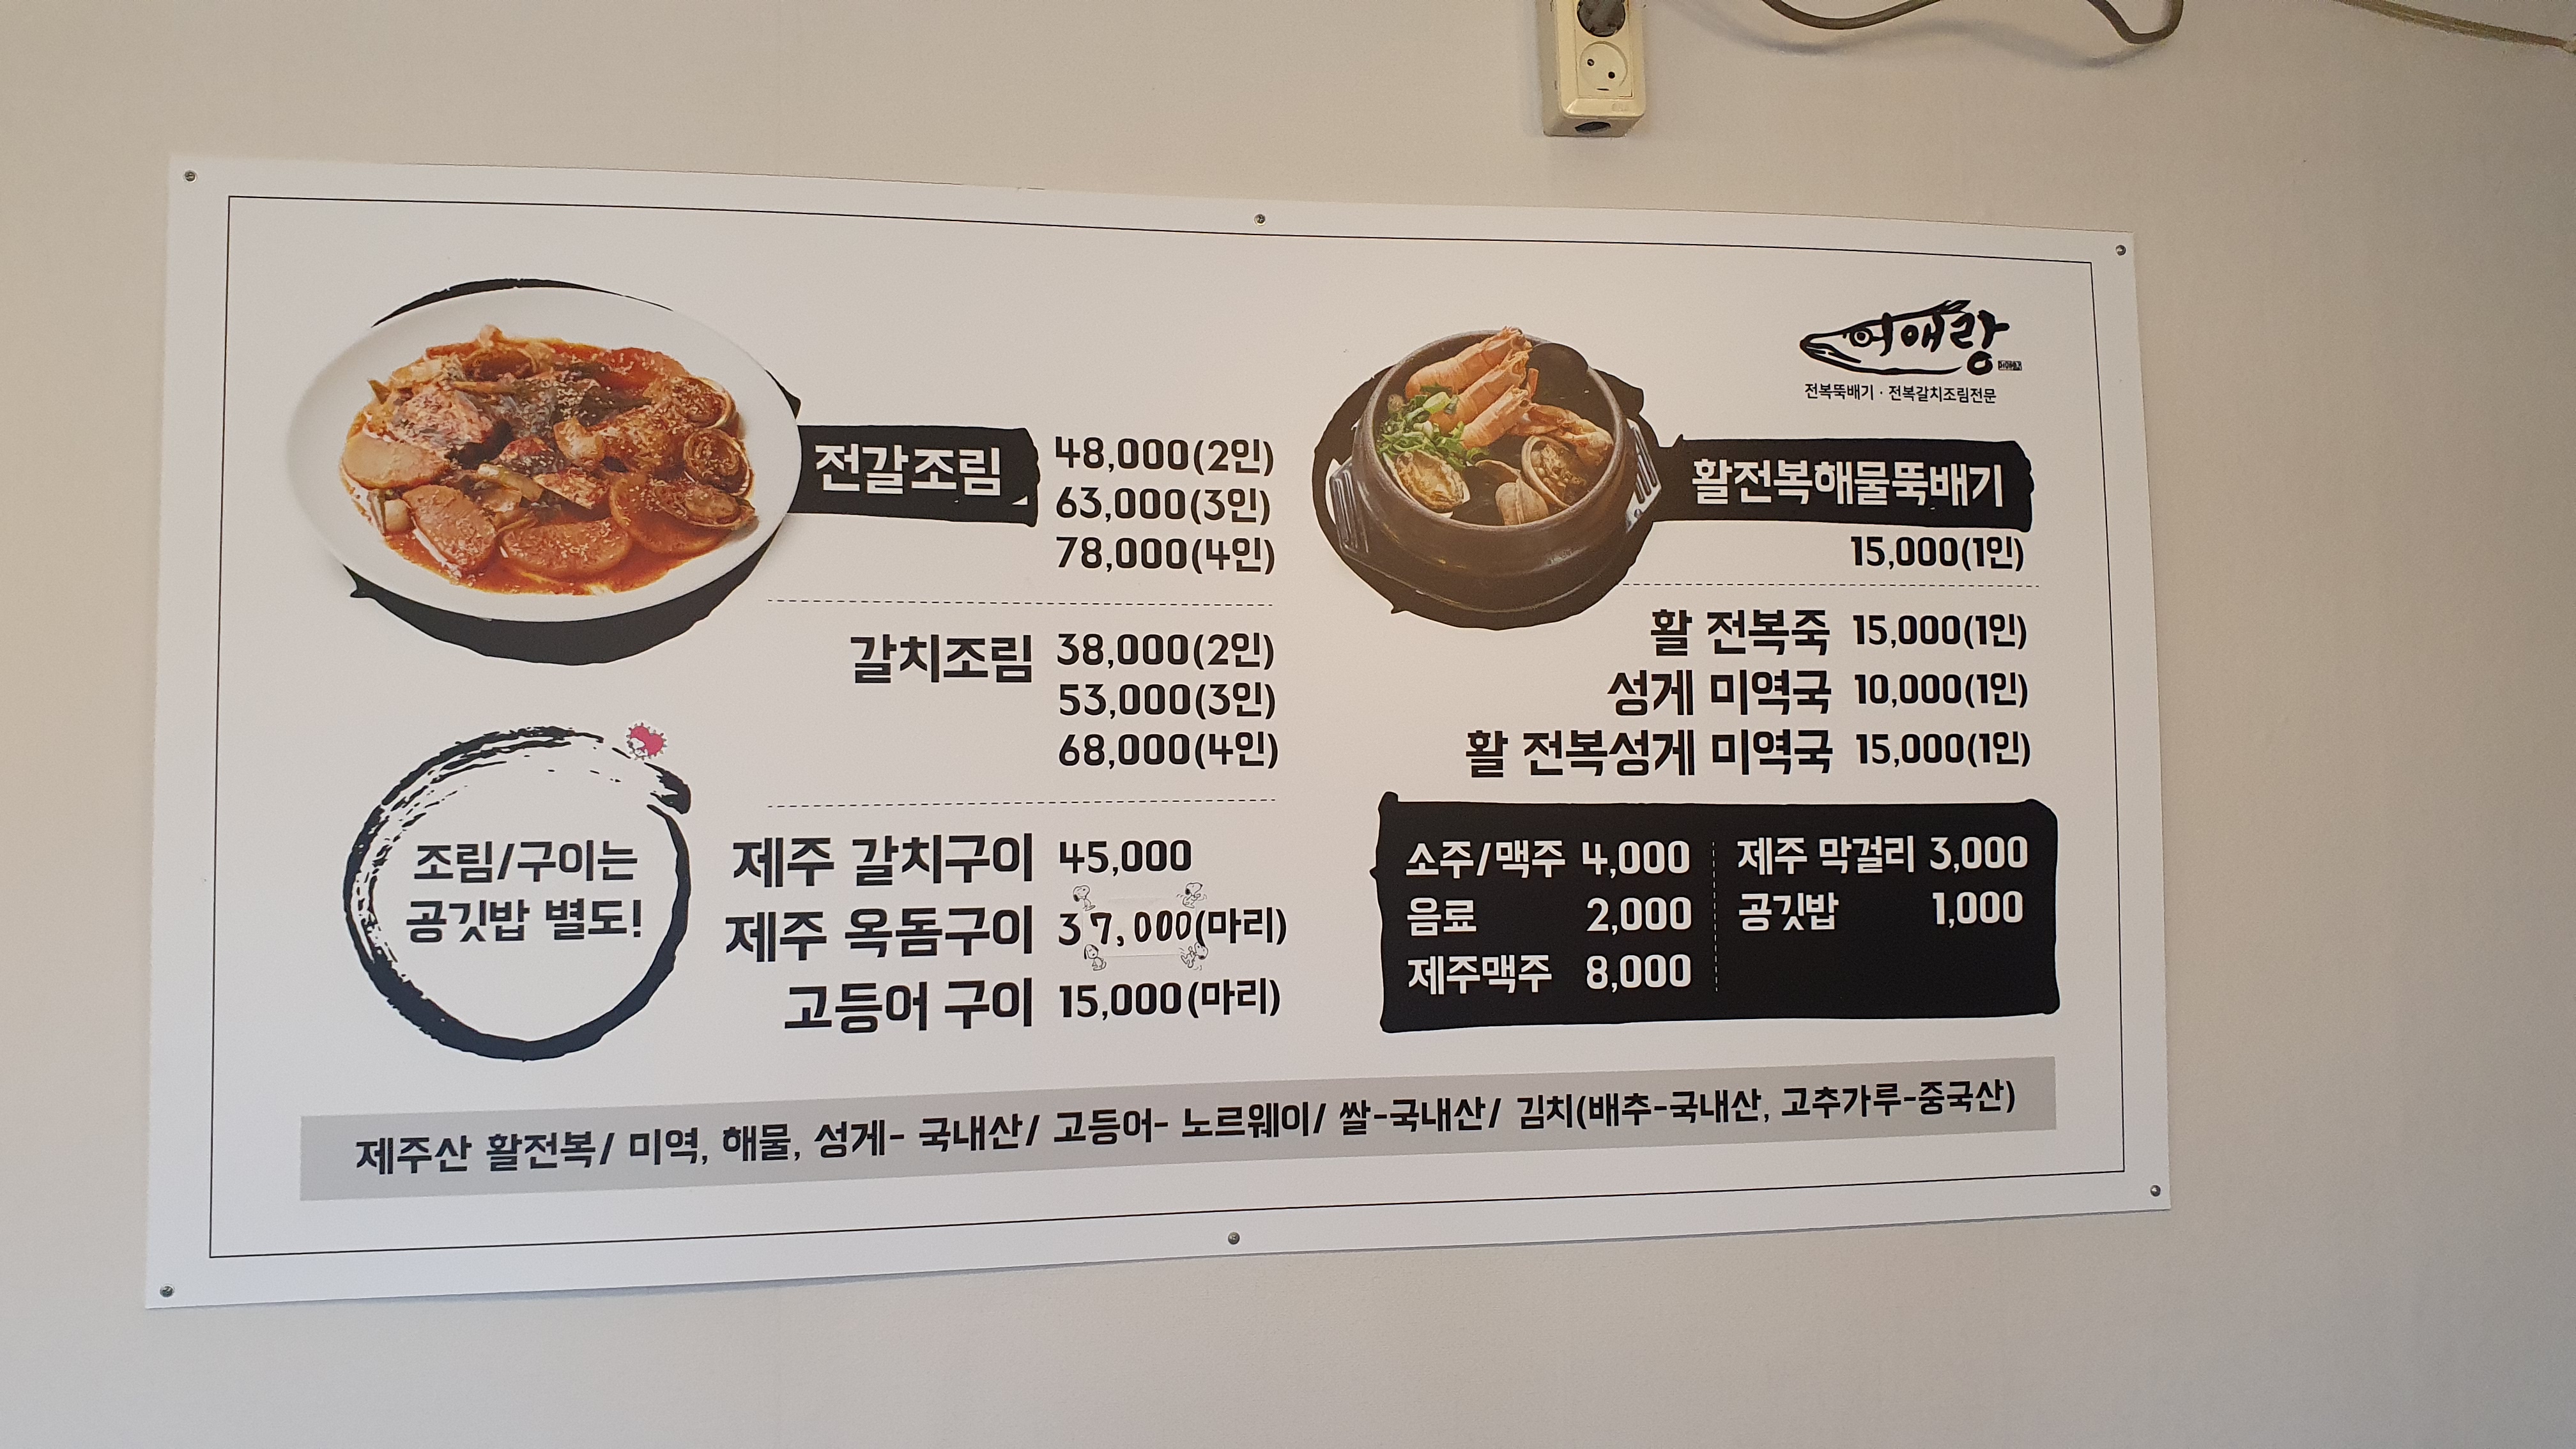 어애랑
전복뚝배기 · 전복갈치조림전문
전갈조림 48,000(2인)
63,000(3인)
78,000(4인)
갈치조림 38,000(2인)
53,000(3인)
68,000(4인)
조림/구이는
공깃밥 별도!
제주 갈치구이 45,000
제주 옥돔구이 37,000(마리)
고등어 구이 15,000(마리)
활전복해물뚝배기
15,000(1인)
활 전복죽 15,000(1인)
성게 미역국 10,000(1인)
활 전복성게 미역국 15,000(1인)
소주/맥주 4,000
음료 2,000
제주맥주 8,000
제주 막걸리 3,000
공깃밥 1,000
제주산 활전복/ 미역, 해물, 성게- 국내산/ 고등어- 노르웨이/ 쌀-국내산/ 김치(배추-국내산, 고추가루-중국산)